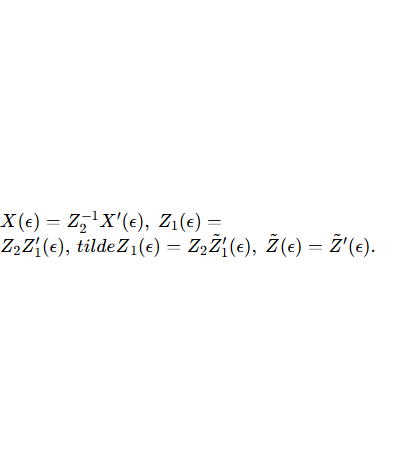 X(ϵ) = Z₂⁻¹X′(ϵ), Z₁(ϵ) =
Z₂Z₁′(ϵ), tildeZ₁(ϵ) = Z₂Z̃₁′(ϵ), Z̃(ϵ) = Z̃′(ϵ).